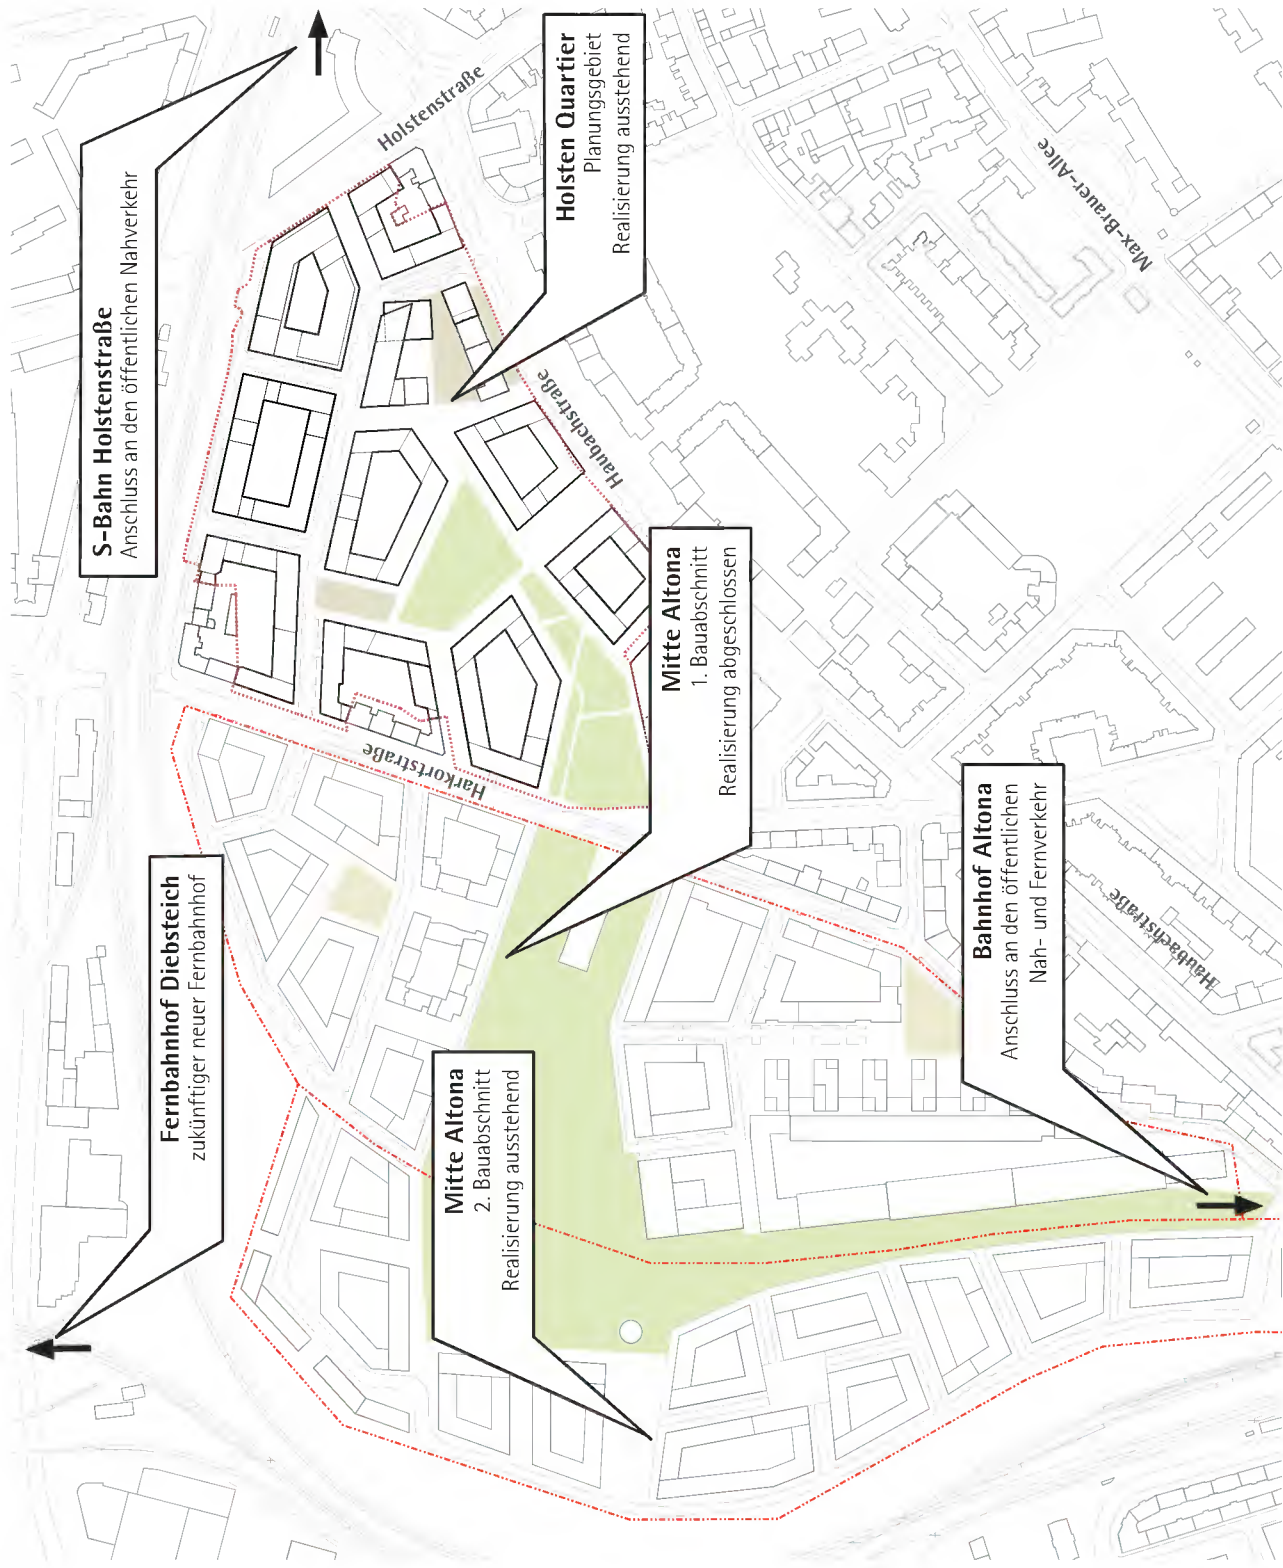 S-Bahn Holstenstraße
Anschluss an den öffentlichen Nahverkehr
Holstenstraße
Holsten Quartier
Planungsgebiet
Realisierung ausstehend
Max-Brauer-Allee
Haubachstraße
Harkortstraße
Mitte Altona
1. Bauabschnitt
Realisierung abgeschlossen
Fernbahnhof Diebsteich
zukünftiger neuer Fernbahnhof
Mitte Altona
2. Bauabschnitt
Realisierung ausstehend
Bahnhof Altona
Anschluss an den öffentlichen
Nah- und Fernverkehr
Haubachstraße